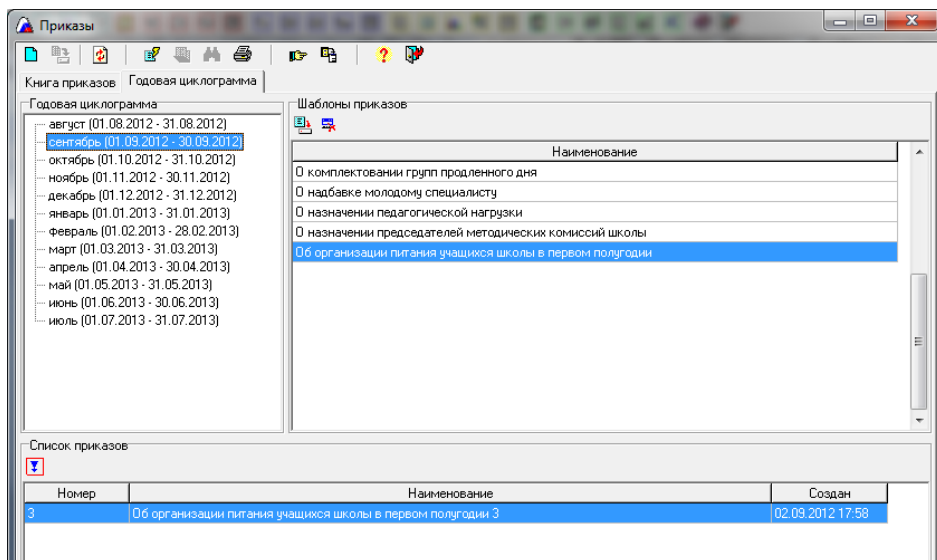 Приказы
Книга приказов Годовая циклограмма
Годовая циклограмма
август (01.08.2012 - 31.08.2012)
сентябрь (01.09.2012 - 30.09.2012)
октябрь (01.10.2012 - 31.10.2012)
ноябрь (01.11.2012 - 30.11.2012)
декабрь (01.12.2012 - 31.12.2012)
январь (01.01.2013 - 31.01.2013)
февраль (01.02.2013 - 28.02.2013)
март (01.03.2013 - 31.03.2013)
апрель (01.04.2013 - 30.04.2013)
май (01.05.2013 - 31.05.2013)
июнь (01.06.2013 - 30.06.2013)
июль (01.07.2013 - 31.07.2013)
Шаблоны приказов
Наименование
О комплектовании групп продленного дня
О надбавке молодому специалисту
О назначении педагогической нагрузки
О назначении председателей методических комиссий школы
Об организации питания учащихся школы в первом полугодии
Список приказов
Номер Наименование Создан
3 Об организации питания учащихся школы в первом полугодии 3 02.09.2012 17:58